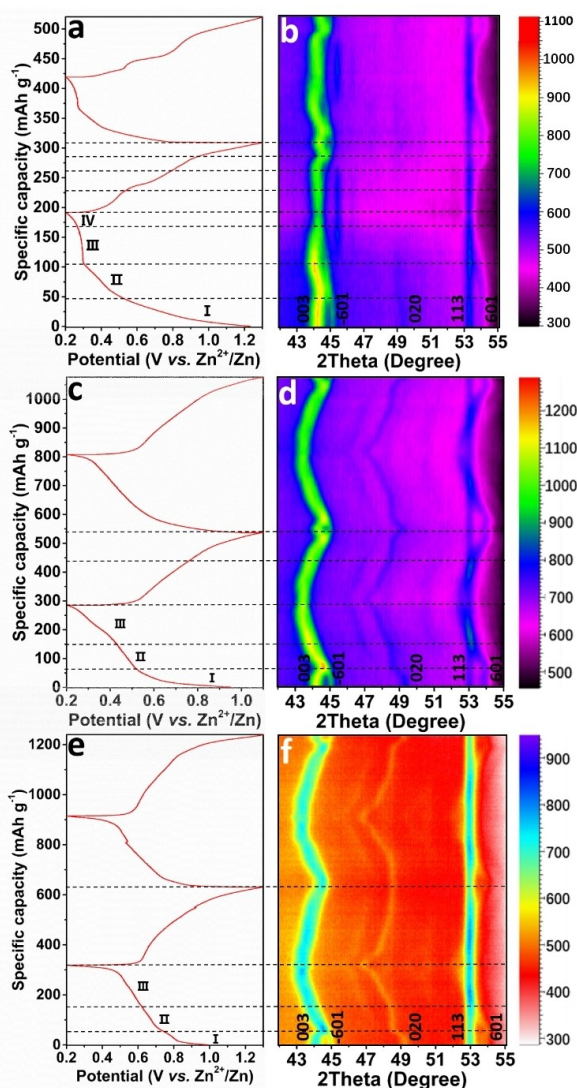 a
b
Specific capacity (mAh g⁻¹)
500
450
400
350
300
250
200
150
100
50
0
IV
III
II
I
0.2 0.4 0.6 0.8 1.0 1.2
Potential (V vs. Zn²⁺/Zn)
003
-601
020
113
601
43 45 47 49 51 53 55
2Theta (Degree)
1100
1000
900
800
700
600
500
400
300
c
d
Specific capacity (mAh g⁻¹)
1000
900
800
700
600
500
400
300
200
100
0
III
II
I
0.2 0.4 0.6 0.8 1.0
Potential (V vs. Zn²⁺/Zn)
003
-601
020
113
601
43 45 47 49 51 53 55
2Theta (Degree)
1200
1100
1000
900
800
700
600
500
e
f
Specific capacity (mAh g⁻¹)
1200
1000
800
600
400
200
0
III
II
I
0.2 0.4 0.6 0.8 1.0 1.2
Potential (V vs. Zn²⁺/Zn)
003
-601
020
113
601
43 45 47 49 51 53 55
2Theta (Degree)
900
800
700
600
500
400
300